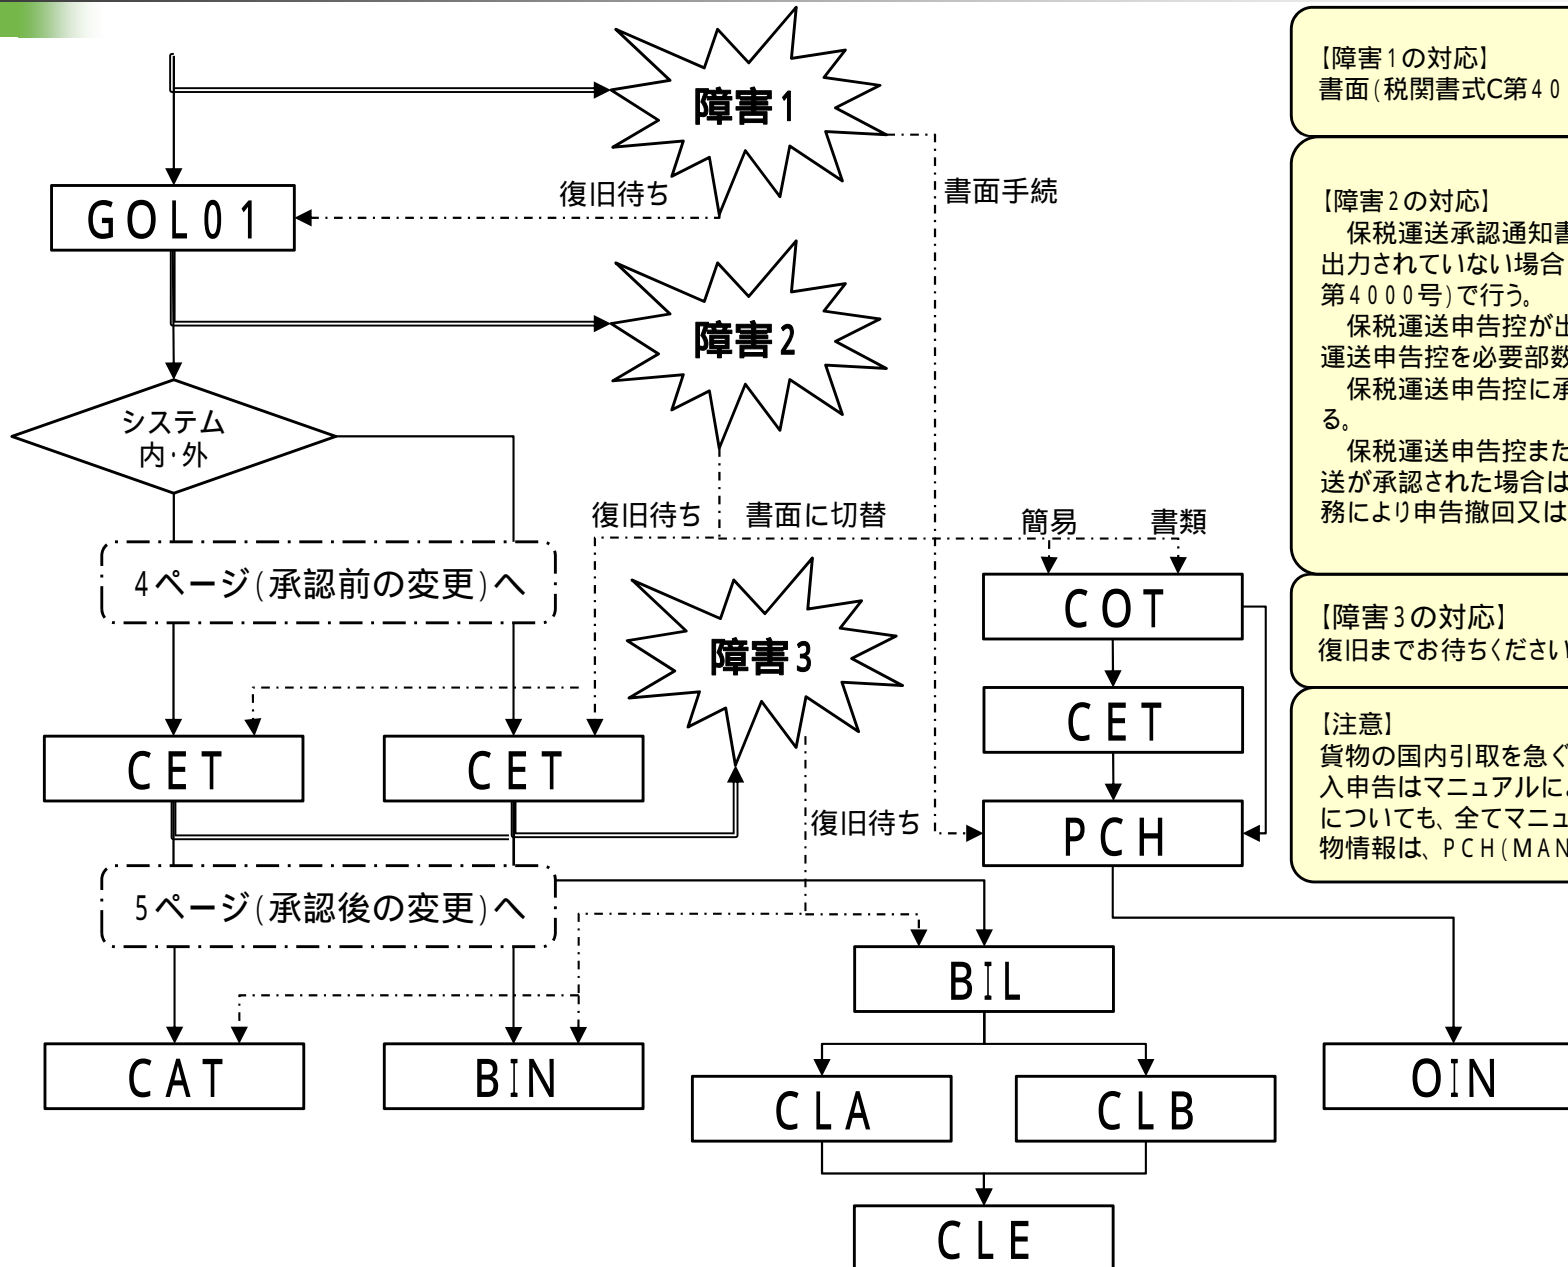 障害1
復旧待ち
書面手続
GOL01
障害2
システム
内・外
復旧待ち
書面に切替
簡易
書類
4ページ(承認前の変更)へ
障害3
COT
CET
CET
CET
復旧待ち
PCH
5ページ(承認後の変更)へ
BIL
CAT
BIN
CLA
CLB
OIN
CLE
【障害1の対応】
書面(税関書式C第40
【障害2の対応】
保税運送承認通知書
出力されていない場合
第4000号)で行う。
保税運送申告控が出
運送申告控を必要部数
保税運送申告控に承
る。
保税運送申告控また
送が承認された場合は
務により申告撤回又は
【障害3の対応】
復旧までお待ちください
【注意】
貨物の国内引取を急ぐ
入申告はマニュアルによ
についても、全てマニュ
物情報は、PCH(MAN